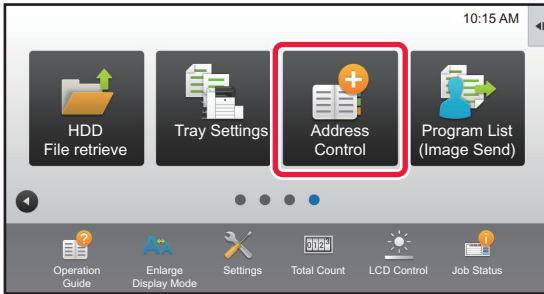 10:15 AM
HDD
File retrieve
Tray Settings
Address
Control
Program List
(Image Send)
Operation
Guide
Enlarge
Display Mode
Settings
Total Count
LCD Control
Job Status